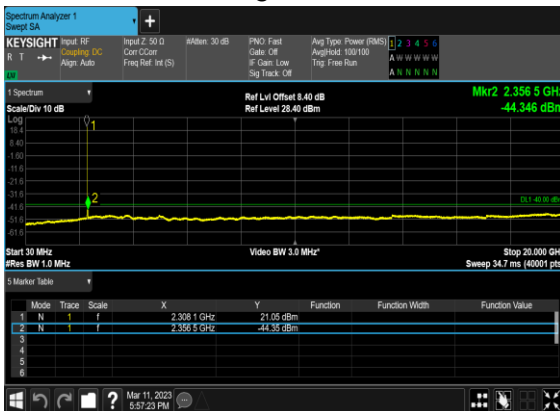 Spectrum Analyzer 1
Swept SA
+
KEYSIGHT Input: RF Input Z: 50 Ω #Atten: 30 dB PNO: Fast Avg Type: Power (RMS) 1 2 3 4 5 6
R T Coupling: DC Corr CCorr Gate: Off Avg|Hold: 100/100 A W W W W W
Align: Auto Freq Ref: Int (S) IF Gain: Low Trig: Free Run
LV Sig Track: Off A N N N N N
1 Spectrum Ref Lvl Offset 8.40 dB Mkr2 2.356 5 GHz
Scale/Div 10 dB Ref Level 28.40 dBm -44.346 dBm
Log
1
18.4
8.40
-1.60
-11.6
-21.6
-31.6
2
DL1 -40.00 dBm
-41.6
-51.6
-61.6
Start 30 MHz Video BW 3.0 MHz* Stop 20.000 GHz
#Res BW 1.0 MHz Sweep 34.7 ms (40001 pts)
5 Marker Table
Mode Trace Scale X Y Function Function Width Function Value
1 N 1 f 2.308 1 GHz 21.05 dBm
2 N 1 f 2.356 5 GHz -44.35 dBm
3
4
5
6
? Mar 11, 2023
5:57:23 PM